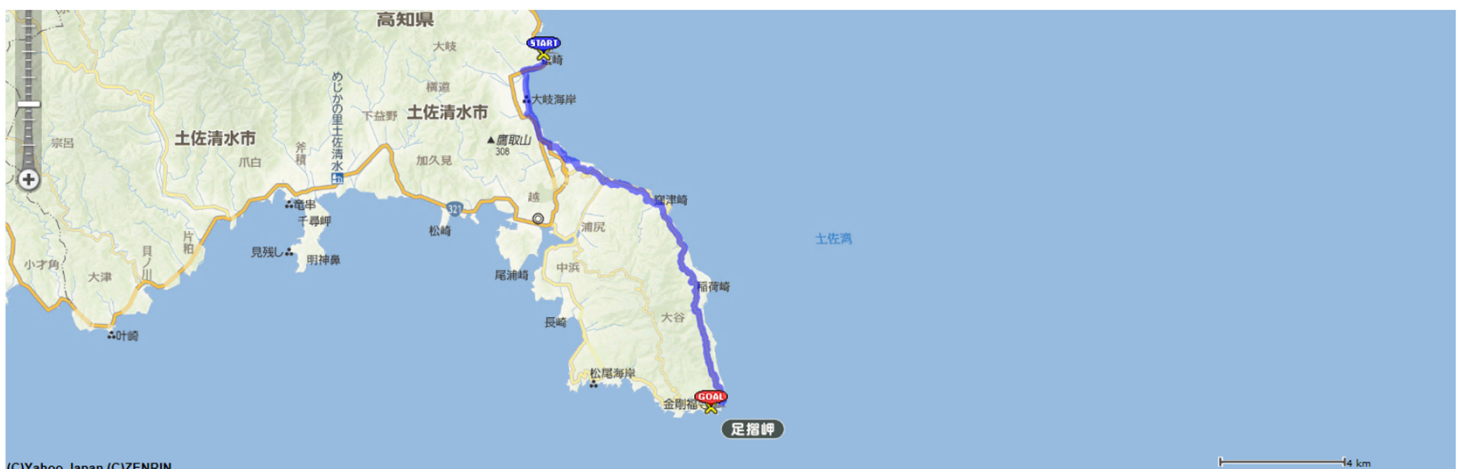 高知県
大岐
START
崎
大岐海岸
横道
めじかの里土佐清水
下益野
土佐清水市
土佐清水市
鷹取山
308
宗呂
斧積
爪白
加久見
越
321
竜串
千尋岬
松崎
窪津崎
浦尻
土佐湾
片粕
貝ノ川
見残し
明神鼻
小才角
大津
尾浦崎
中浜
稲荷崎
大谷
長崎
叶崎
松尾海岸
GOAL
金剛福
足摺岬
4 km
(C)Yahoo Japan (C)ZENRIN